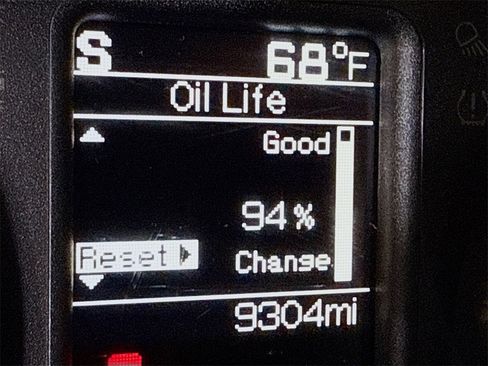 S 68°F
Oil Life
Good
94%
Reset Change
9304mi